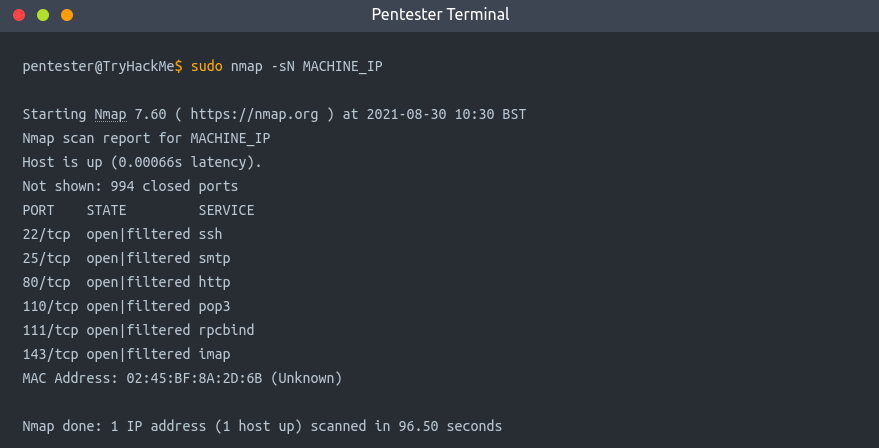 Pentester Terminal
pentester@TryHackMe$ sudo nmap -sN MACHINE_IP
Starting Nmap 7.60 ( https://nmap.org ) at 2021-08-30 10:30 BST
Nmap scan report for MACHINE_IP
Host is up (0.00066s latency).
Not shown: 994 closed ports
PORT    STATE         SERVICE
22/tcp  open|filtered ssh
25/tcp  open|filtered smtp
80/tcp  open|filtered http
110/tcp open|filtered pop3
111/tcp open|filtered rpcbind
143/tcp open|filtered imap
MAC Address: 02:45:BF:8A:2D:6B (Unknown)
Nmap done: 1 IP address (1 host up) scanned in 96.50 seconds